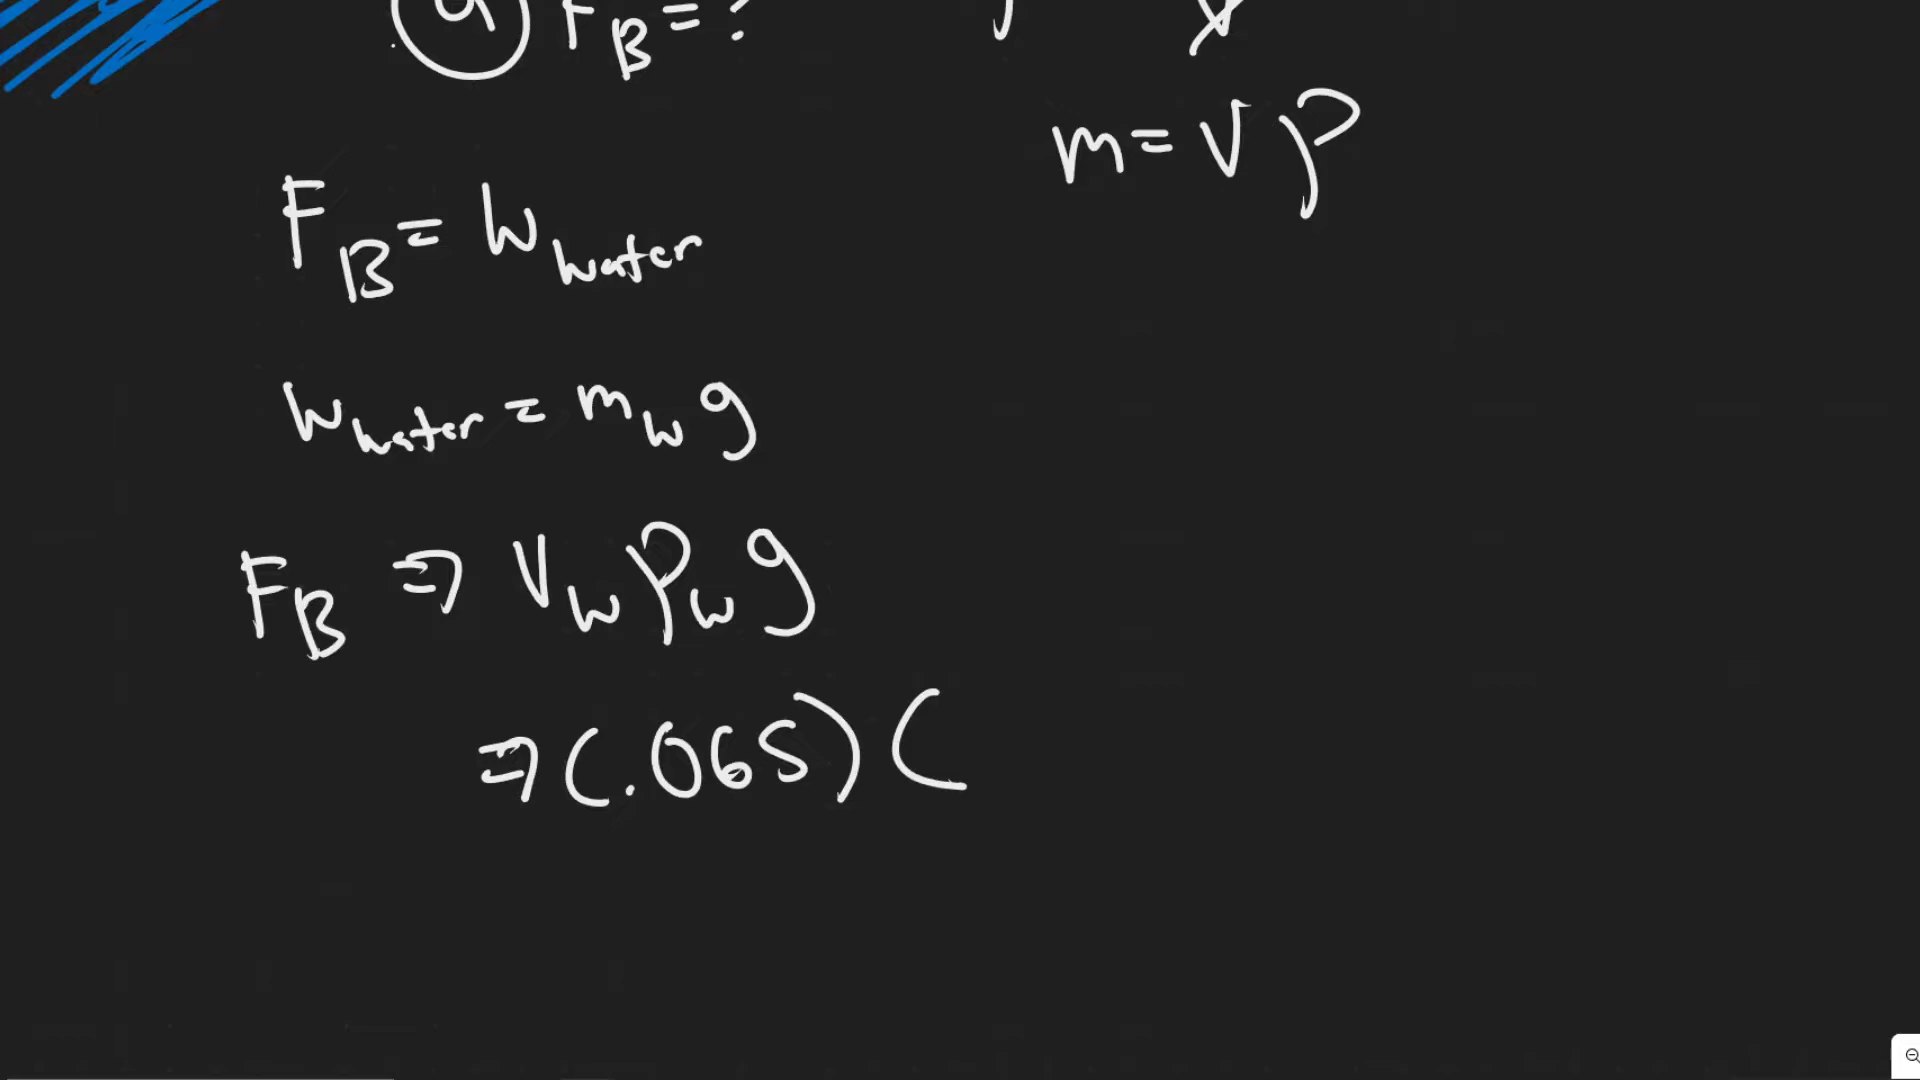 a) F_B = ?
m = Vρ
F_B = W_water
W_water = m_w g
F_B ⇒ V_w ρ_w g
⇒ (.065) (